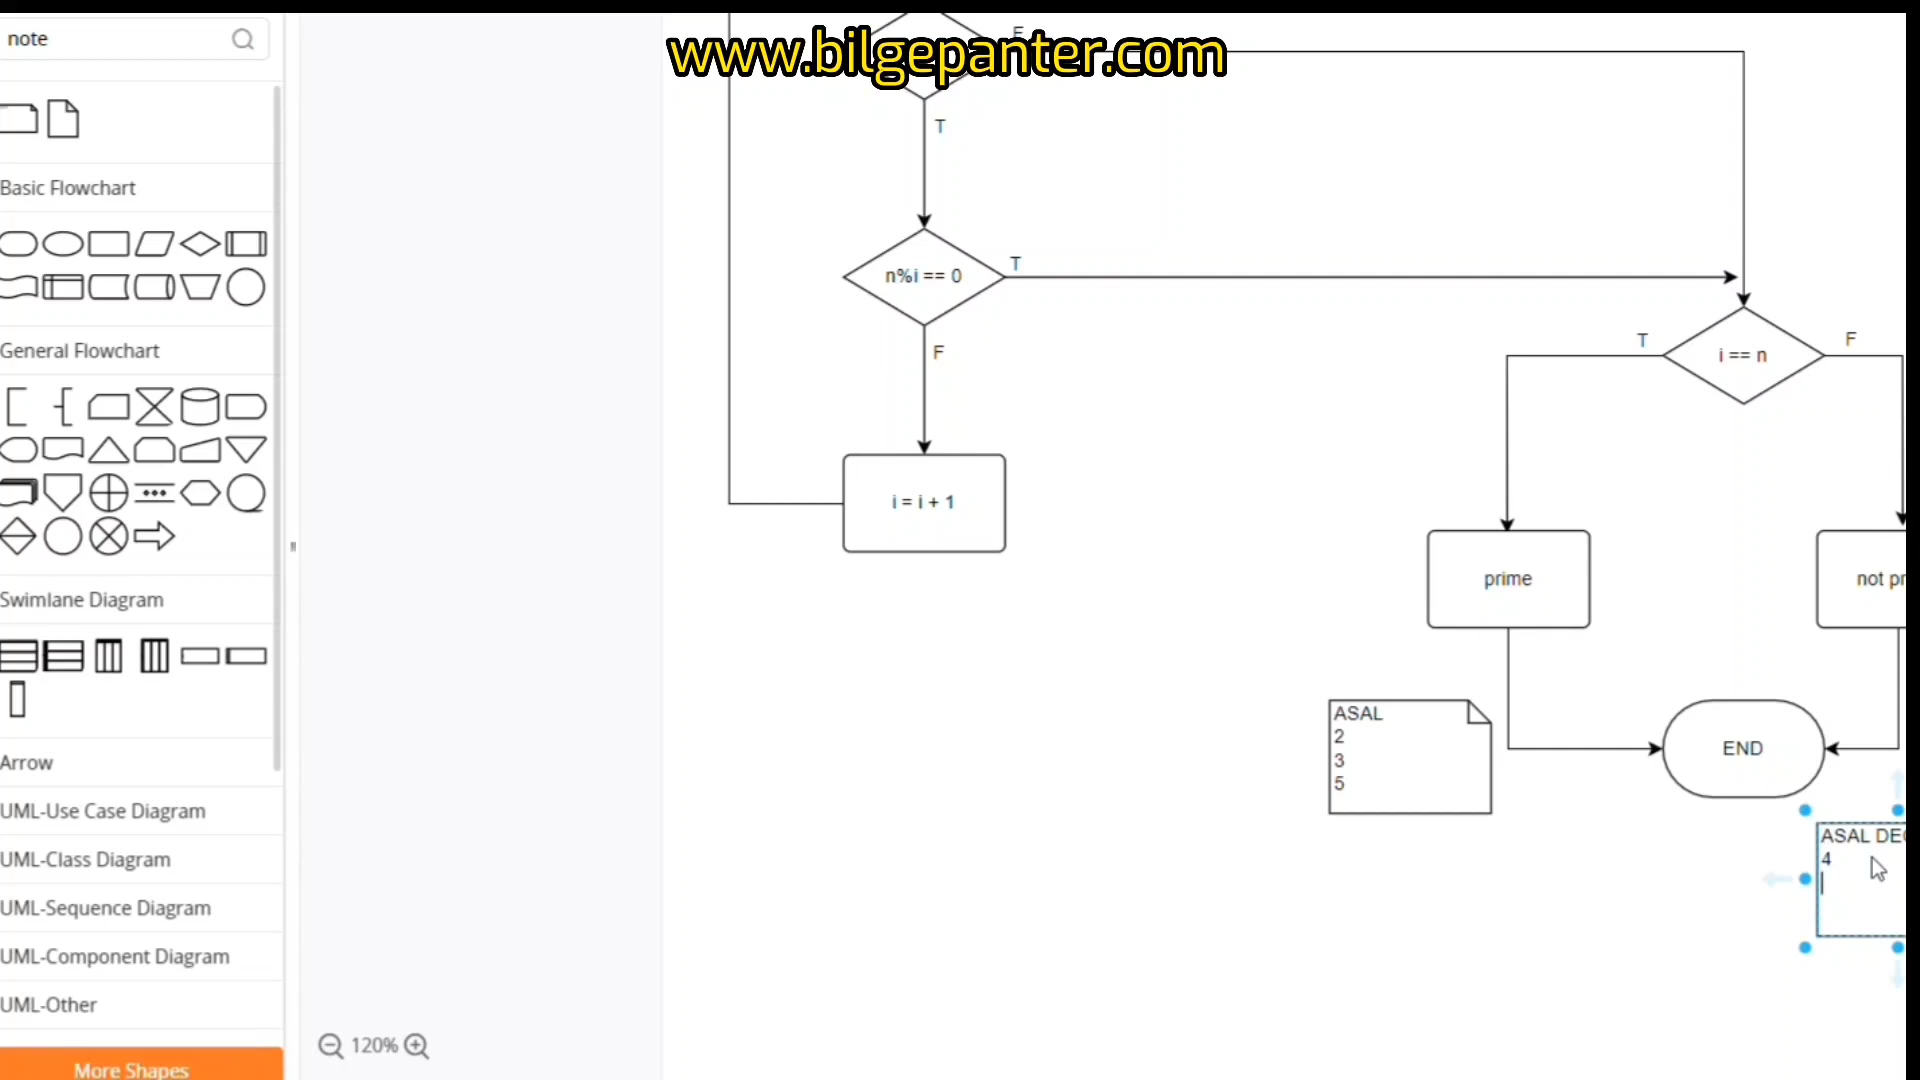 note
www.bilgepanter.com
F
T
Basic Flowchart
n%i == 0
T
General Flowchart
F
T
i == n
F
i = i + 1
prime
not pr
Swimlane Diagram
ASAL
2
3
5
END
Arrow
UML-Use Case Diagram
ASAL DE
4
UML-Class Diagram
UML-Sequence Diagram
UML-Component Diagram
UML-Other
120%
More Shapes